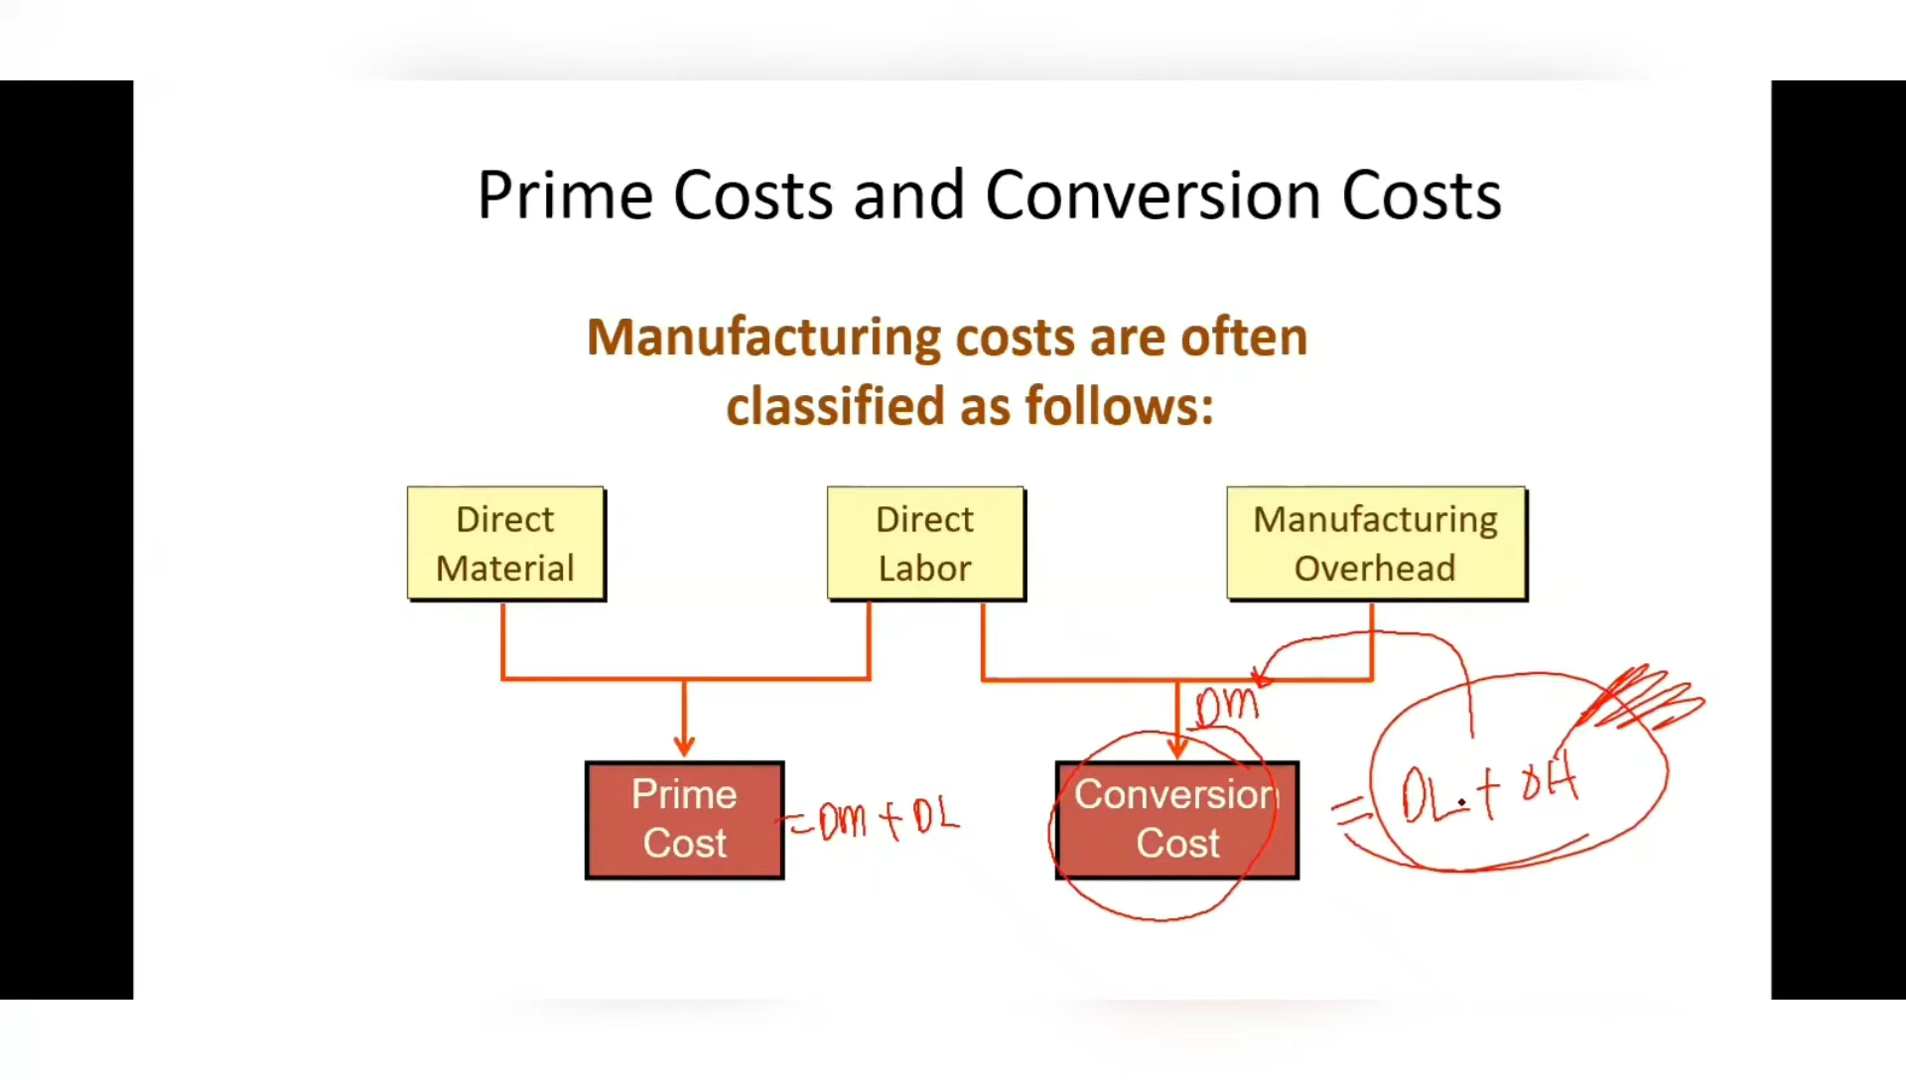 Prime Costs and Conversion Costs
Manufacturing costs are often
classified as follows:
Direct
Material
Direct
Labor
Manufacturing
Overhead
DM
Prime
Cost
= DM + DL
Conversion
Cost
= DL + OH